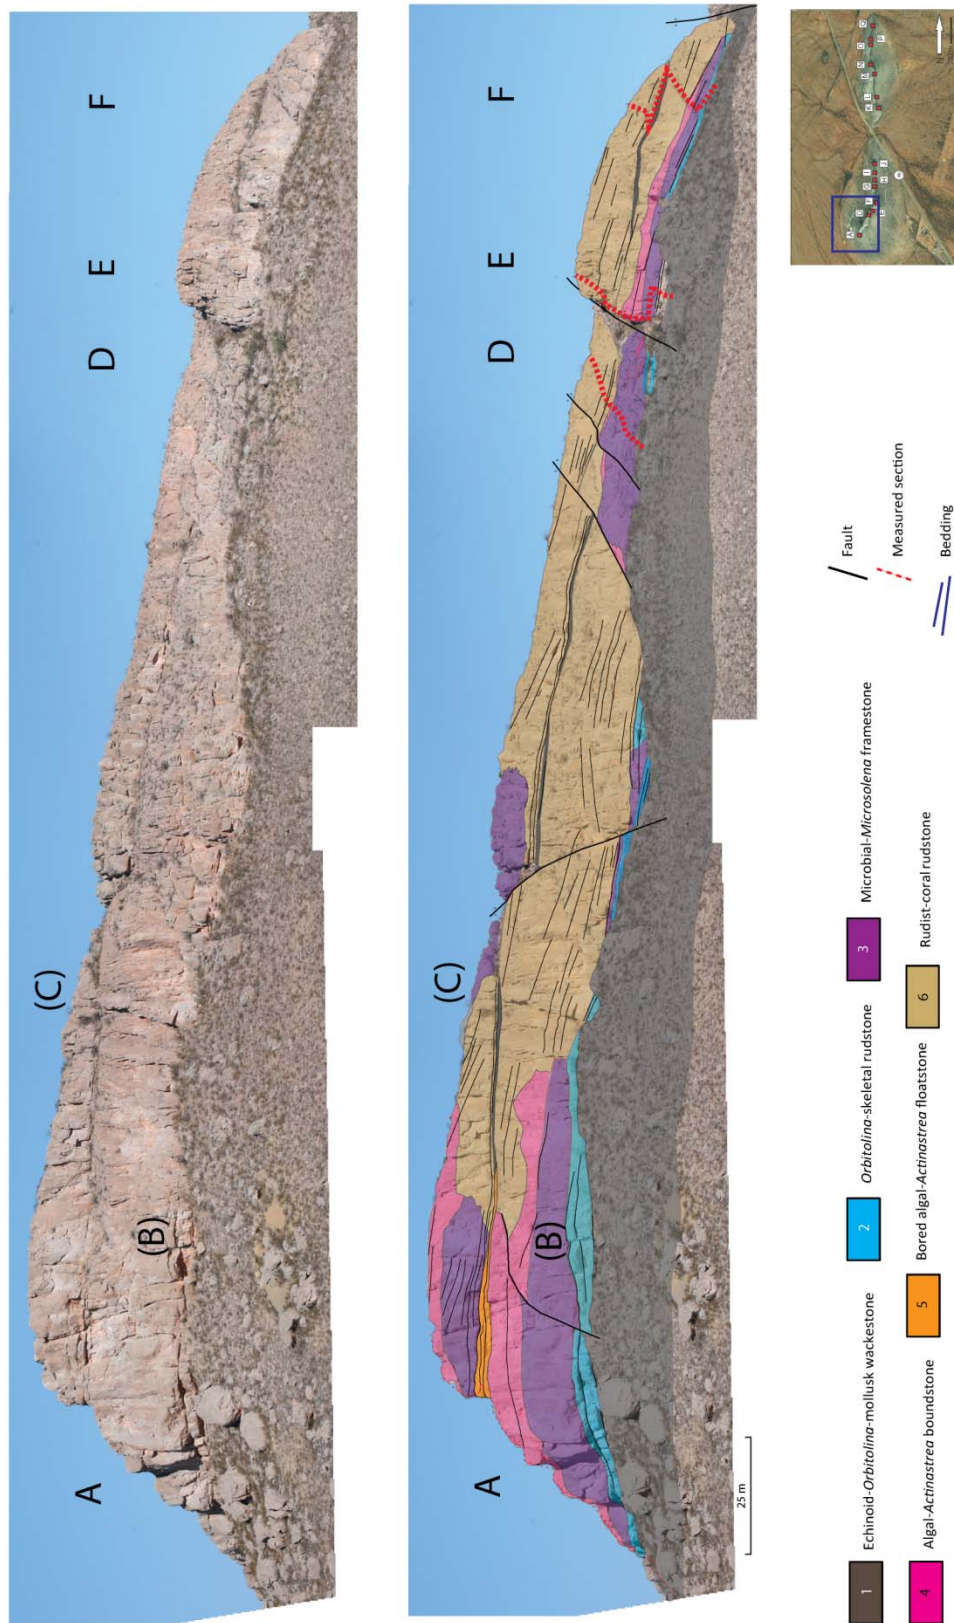 A
(B)
(C)
D
E
F
A
(B)
(C)
D
E
F
25 m
1 Echinoid-Orbitolina-mollusk wackestone
2 Orbitolina-skeletal rudstone
3 Microbial-Microsolena framestone
4 Algal-Actinastrea boundstone
5 Bored algal-Actinastrea floatstone
6 Rudist-coral rudstone
Fault
Measured section
Bedding
A
D
F
E
G
I
H
J
K
L
N
O
P
Q
N